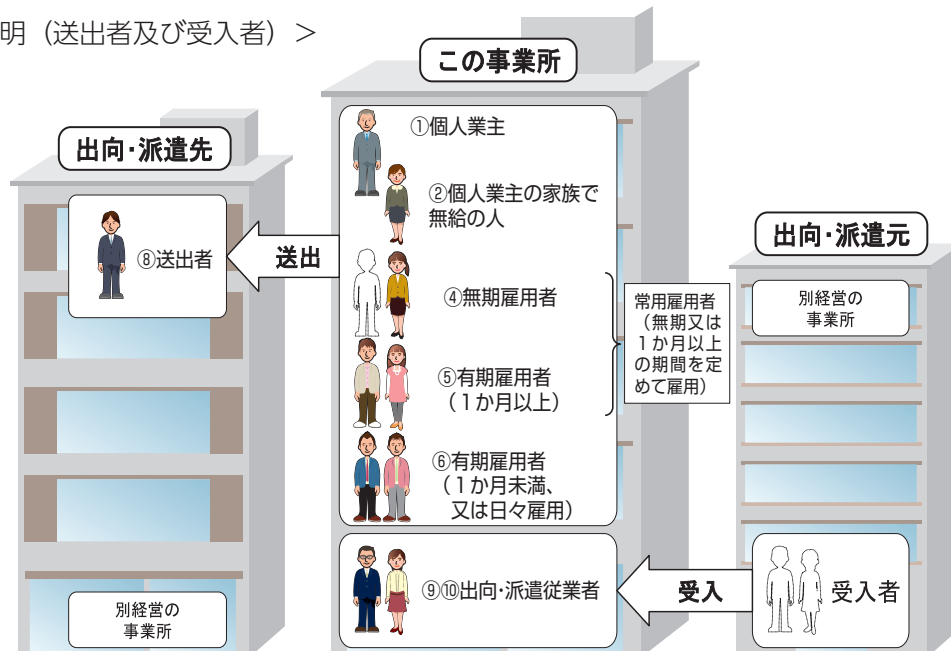 明（送出者及び受入者）＞
この事業所
①個人業主
②個人業主の家族で
無給の人
④無期雇用者
⑤有期雇用者
（１か月以上）
⑥有期雇用者
（１か月未満、
又は日々雇用）
常用雇用者
（無期又は
１か月以上
の期間を定
めて雇用）
⑨⑩出向・派遣従業者
出向・派遣先
⑧送出者
送出
別経営の
事業所
出向・派遣元
別経営の
事業所
受入
受入者